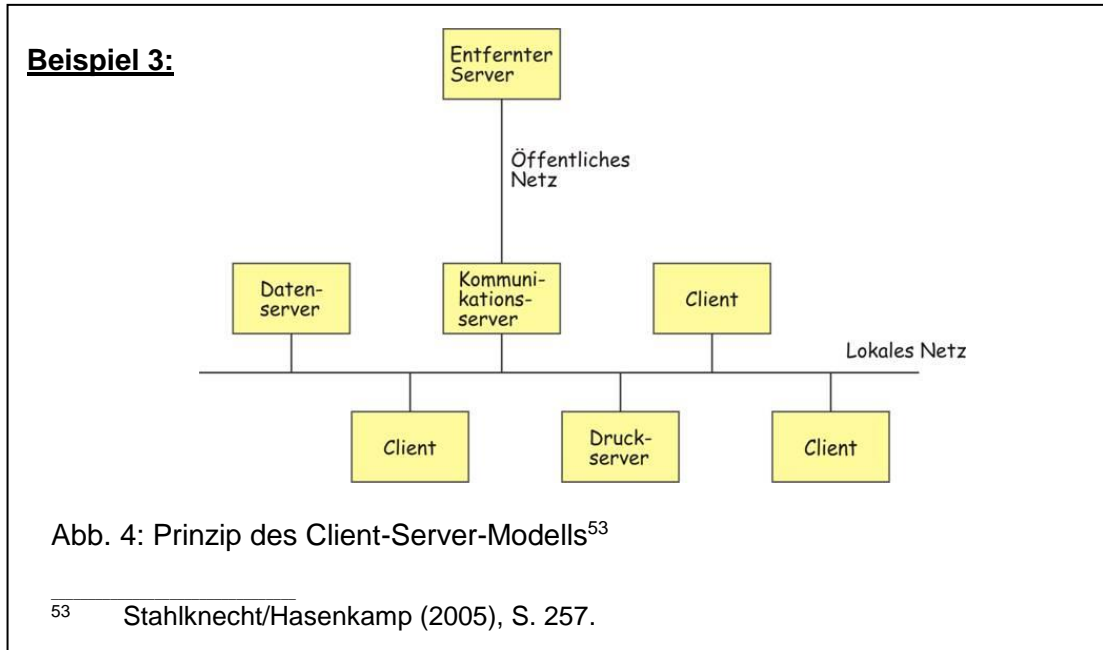 Beispiel 3:
Entfernter
Server
Öffentliches
Netz
Daten-
server
Kommuni-
kations-
server
Client
Lokales Netz
Client
Druck-
server
Client
Abb. 4: Prinzip des Client-Server-Modells53
53 Stahlknecht/Hasenkamp (2005), S. 257.